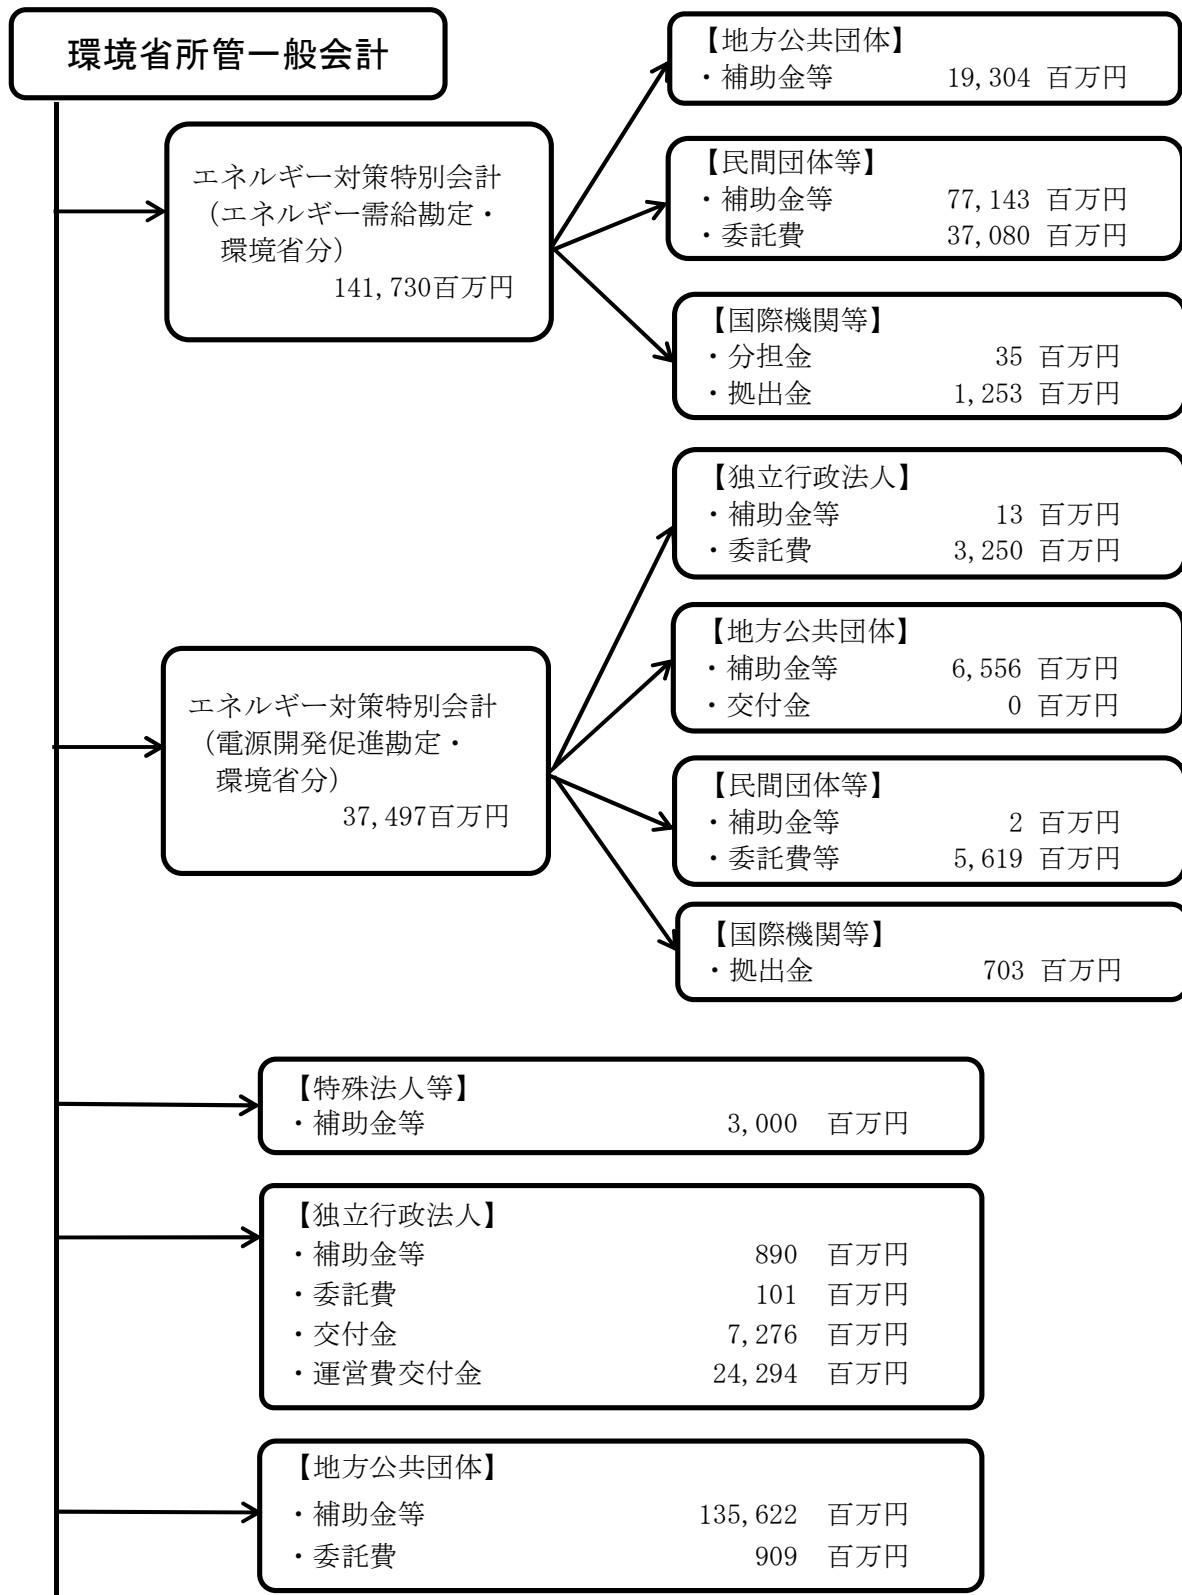 環境省所管一般会計
エネルギー対策特別会計
（エネルギー需給勘定・
環境省分）
141,730百万円
【地方公共団体】
・補助金等 19,304 百万円
【民間団体等】
・補助金等 77,143 百万円
・委託費 37,080 百万円
【国際機関等】
・分担金 35 百万円
・拠出金 1,253 百万円
エネルギー対策特別会計
（電源開発促進勘定・
環境省分）
37,497百万円
【独立行政法人】
・補助金等 13 百万円
・委託費 3,250 百万円
【地方公共団体】
・補助金等 6,556 百万円
・交付金 0 百万円
【民間団体等】
・補助金等 2 百万円
・委託費等 5,619 百万円
【国際機関等】
・拠出金 703 百万円
【特殊法人等】
・補助金等 3,000 百万円
【独立行政法人】
・補助金等 890 百万円
・委託費 101 百万円
・交付金 7,276 百万円
・運営費交付金 24,294 百万円
【地方公共団体】
・補助金等 135,622 百万円
・委託費 909 百万円